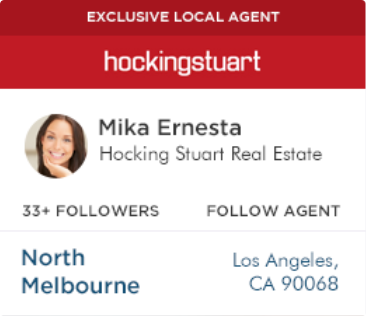 EXCLUSIVE LOCAL AGENT
hockingstuart
Mika Ernesta
Hocking Stuart Real Estate
33+ FOLLOWERS FOLLOW AGENT
North Melbourne
Los Angeles, CA 90068